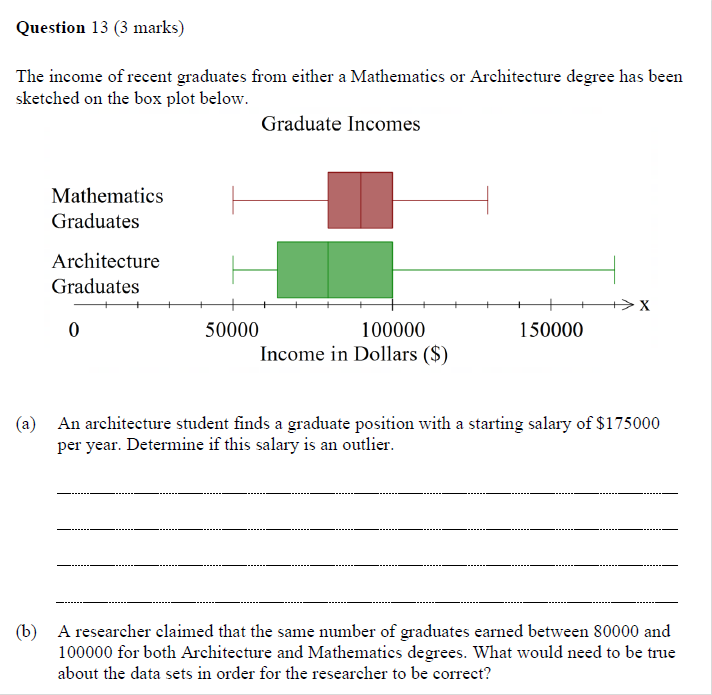 Question 13 (3 marks)
The income of recent graduates from either a Mathematics or Architecture degree has been
sketched on the box plot below.
Graduate Incomes
Mathematics
Graduates
Architecture
Graduates
x
0 50000 100000 150000
Income in Dollars ($)
(a) An architecture student finds a graduate position with a starting salary of $175000
per year. Determine if this salary is an outlier.
(b) A researcher claimed that the same number of graduates earned between 80000 and
100000 for both Architecture and Mathematics degrees. What would need to be true
about the data sets in order for the researcher to be correct?